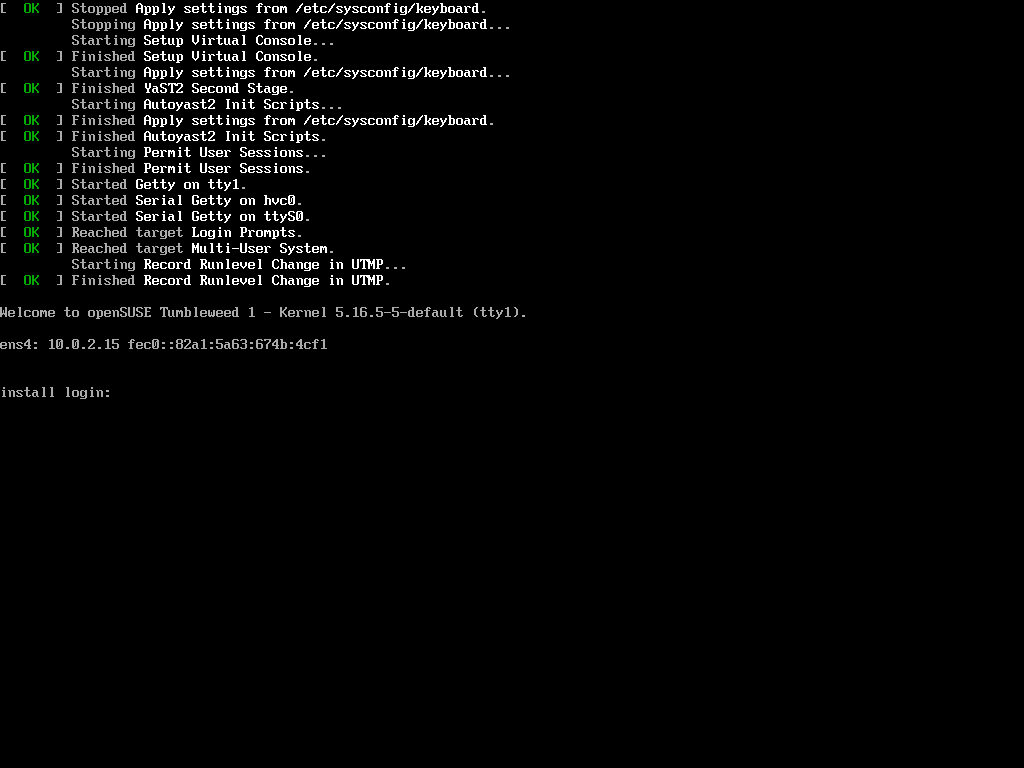 [  OK  ] Stopped Apply settings from /etc/sysconfig/keyboard.
         Stopping Apply settings from /etc/sysconfig/keyboard...
         Starting Setup Virtual Console...
[  OK  ] Finished Setup Virtual Console.
         Starting Apply settings from /etc/sysconfig/keyboard...
[  OK  ] Finished YaST2 Second Stage.
         Starting Autoyast2 Init Scripts...
[  OK  ] Finished Apply settings from /etc/sysconfig/keyboard.
[  OK  ] Finished Autoyast2 Init Scripts.
         Starting Permit User Sessions...
[  OK  ] Finished Permit User Sessions.
[  OK  ] Started Getty on tty1.
[  OK  ] Started Serial Getty on hvc0.
[  OK  ] Started Serial Getty on ttyS0.
[  OK  ] Reached target Login Prompts.
[  OK  ] Reached target Multi-User System.
         Starting Record Runlevel Change in UTMP...
[  OK  ] Finished Record Runlevel Change in UTMP.
Welcome to openSUSE Tumbleweed 1 - Kernel 5.16.5-5-default (tty1).
ens4: 10.0.2.15 fec0::82a1:5a63:674b:4cf1
install login: